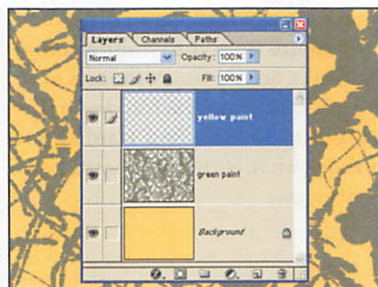 Layers Channels Paths
Normal Opacity: 100%
Lock: Fill: 100%
yellow paint
green paint
Background